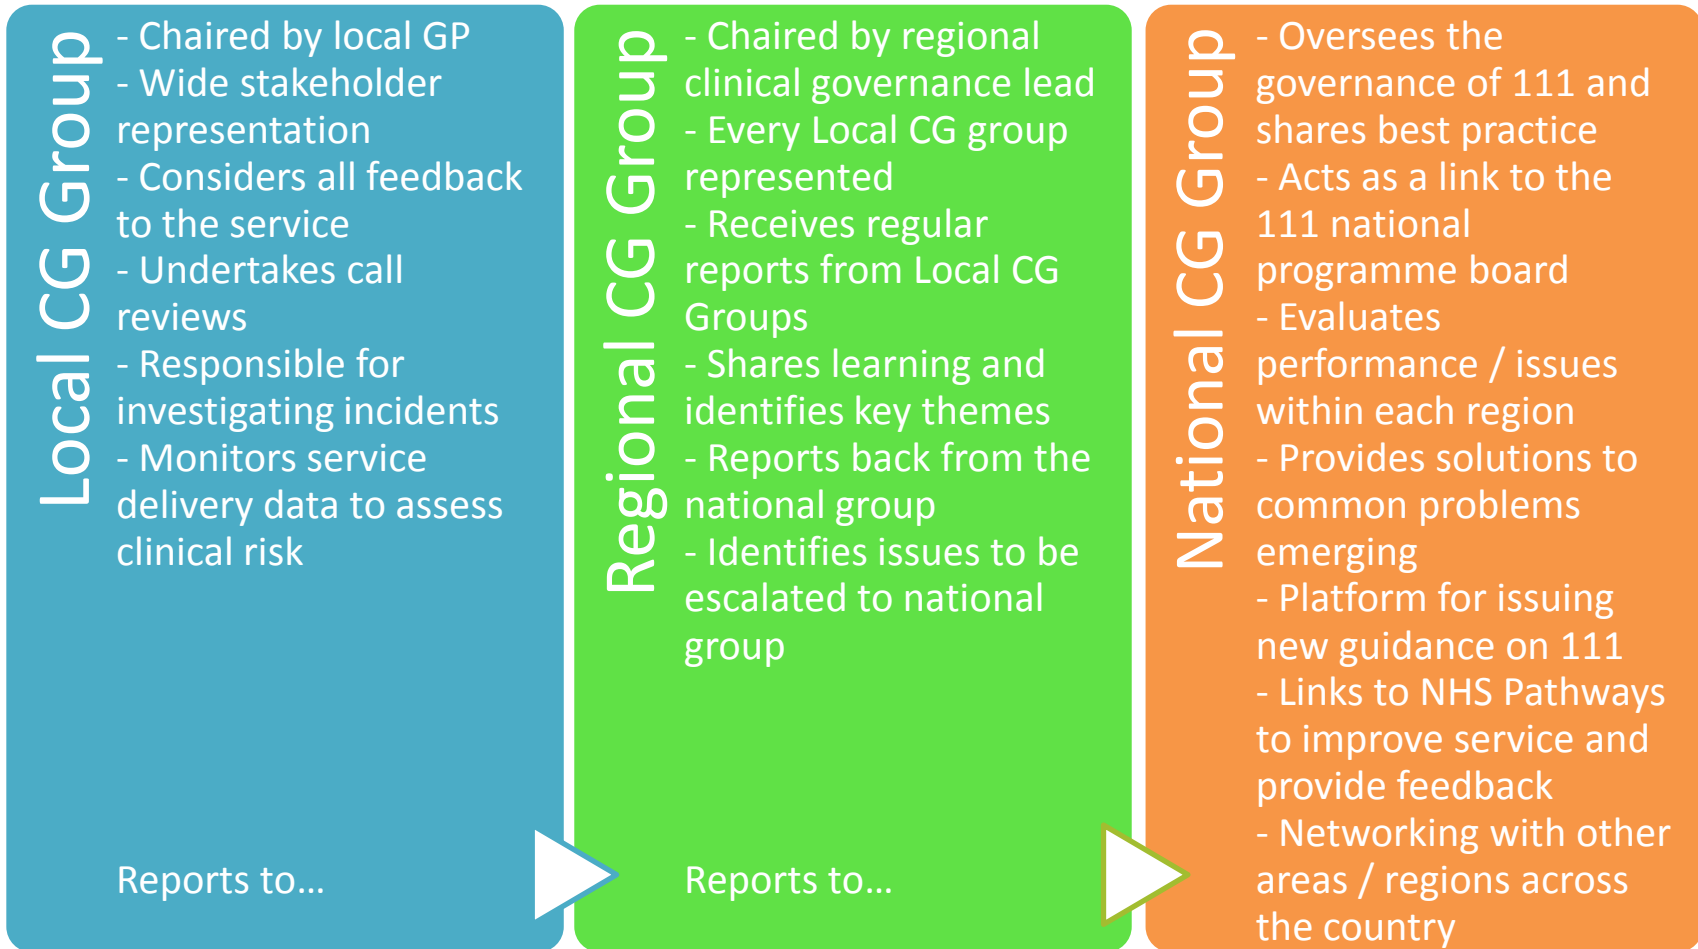 Local CG Group
- Chaired by local GP
- Wide stakeholder
representation
- Considers all feedback
to the service
- Undertakes call
reviews
- Responsible for
investigating incidents
- Monitors service
delivery data to assess
clinical risk
Reports to...
Regional CG Group
- Chaired by regional
clinical governance lead
- Every Local CG group
represented
- Receives regular
reports from Local CG
Groups
- Shares learning and
identifies key themes
- Reports back from the
national group
- Identifies issues to be
escalated to national
group
Reports to...
National CG Group
- Oversees the
governance of 111 and
shares best practice
- Acts as a link to the
111 national
programme board
- Evaluates
performance / issues
within each region
- Provides solutions to
common problems
emerging
- Platform for issuing
new guidance on 111
- Links to NHS Pathways
to improve service and
provide feedback
- Networking with other
areas / regions across
the country